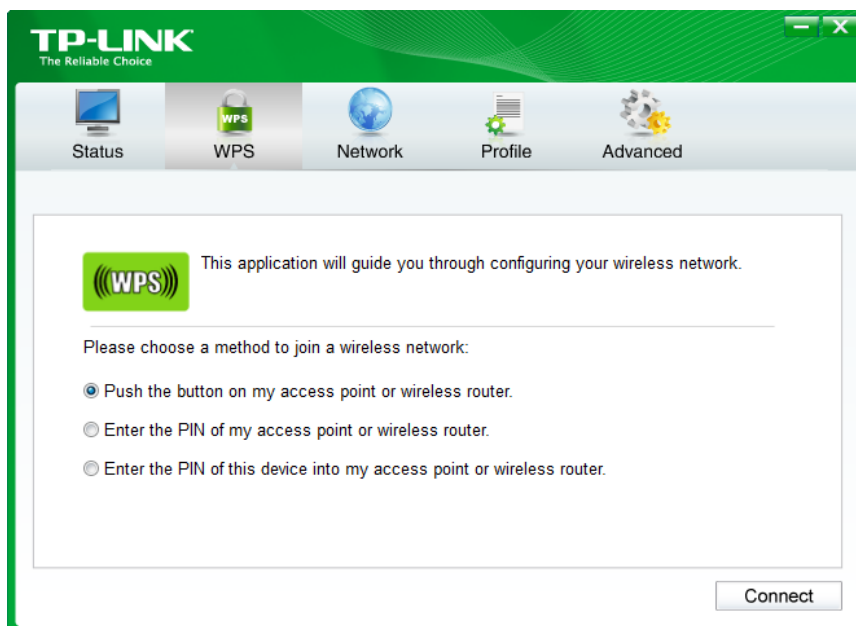 TP-LINK
The Reliable Choice
WPS
Status
WPS
Network
Profile
Advanced
WPS
This application will guide you through configuring your wireless network.
Please choose a method to join a wireless network:
Push the button on my access point or wireless router.
Enter the PIN of my access point or wireless router.
Enter the PIN of this device into my access point or wireless router.
Connect